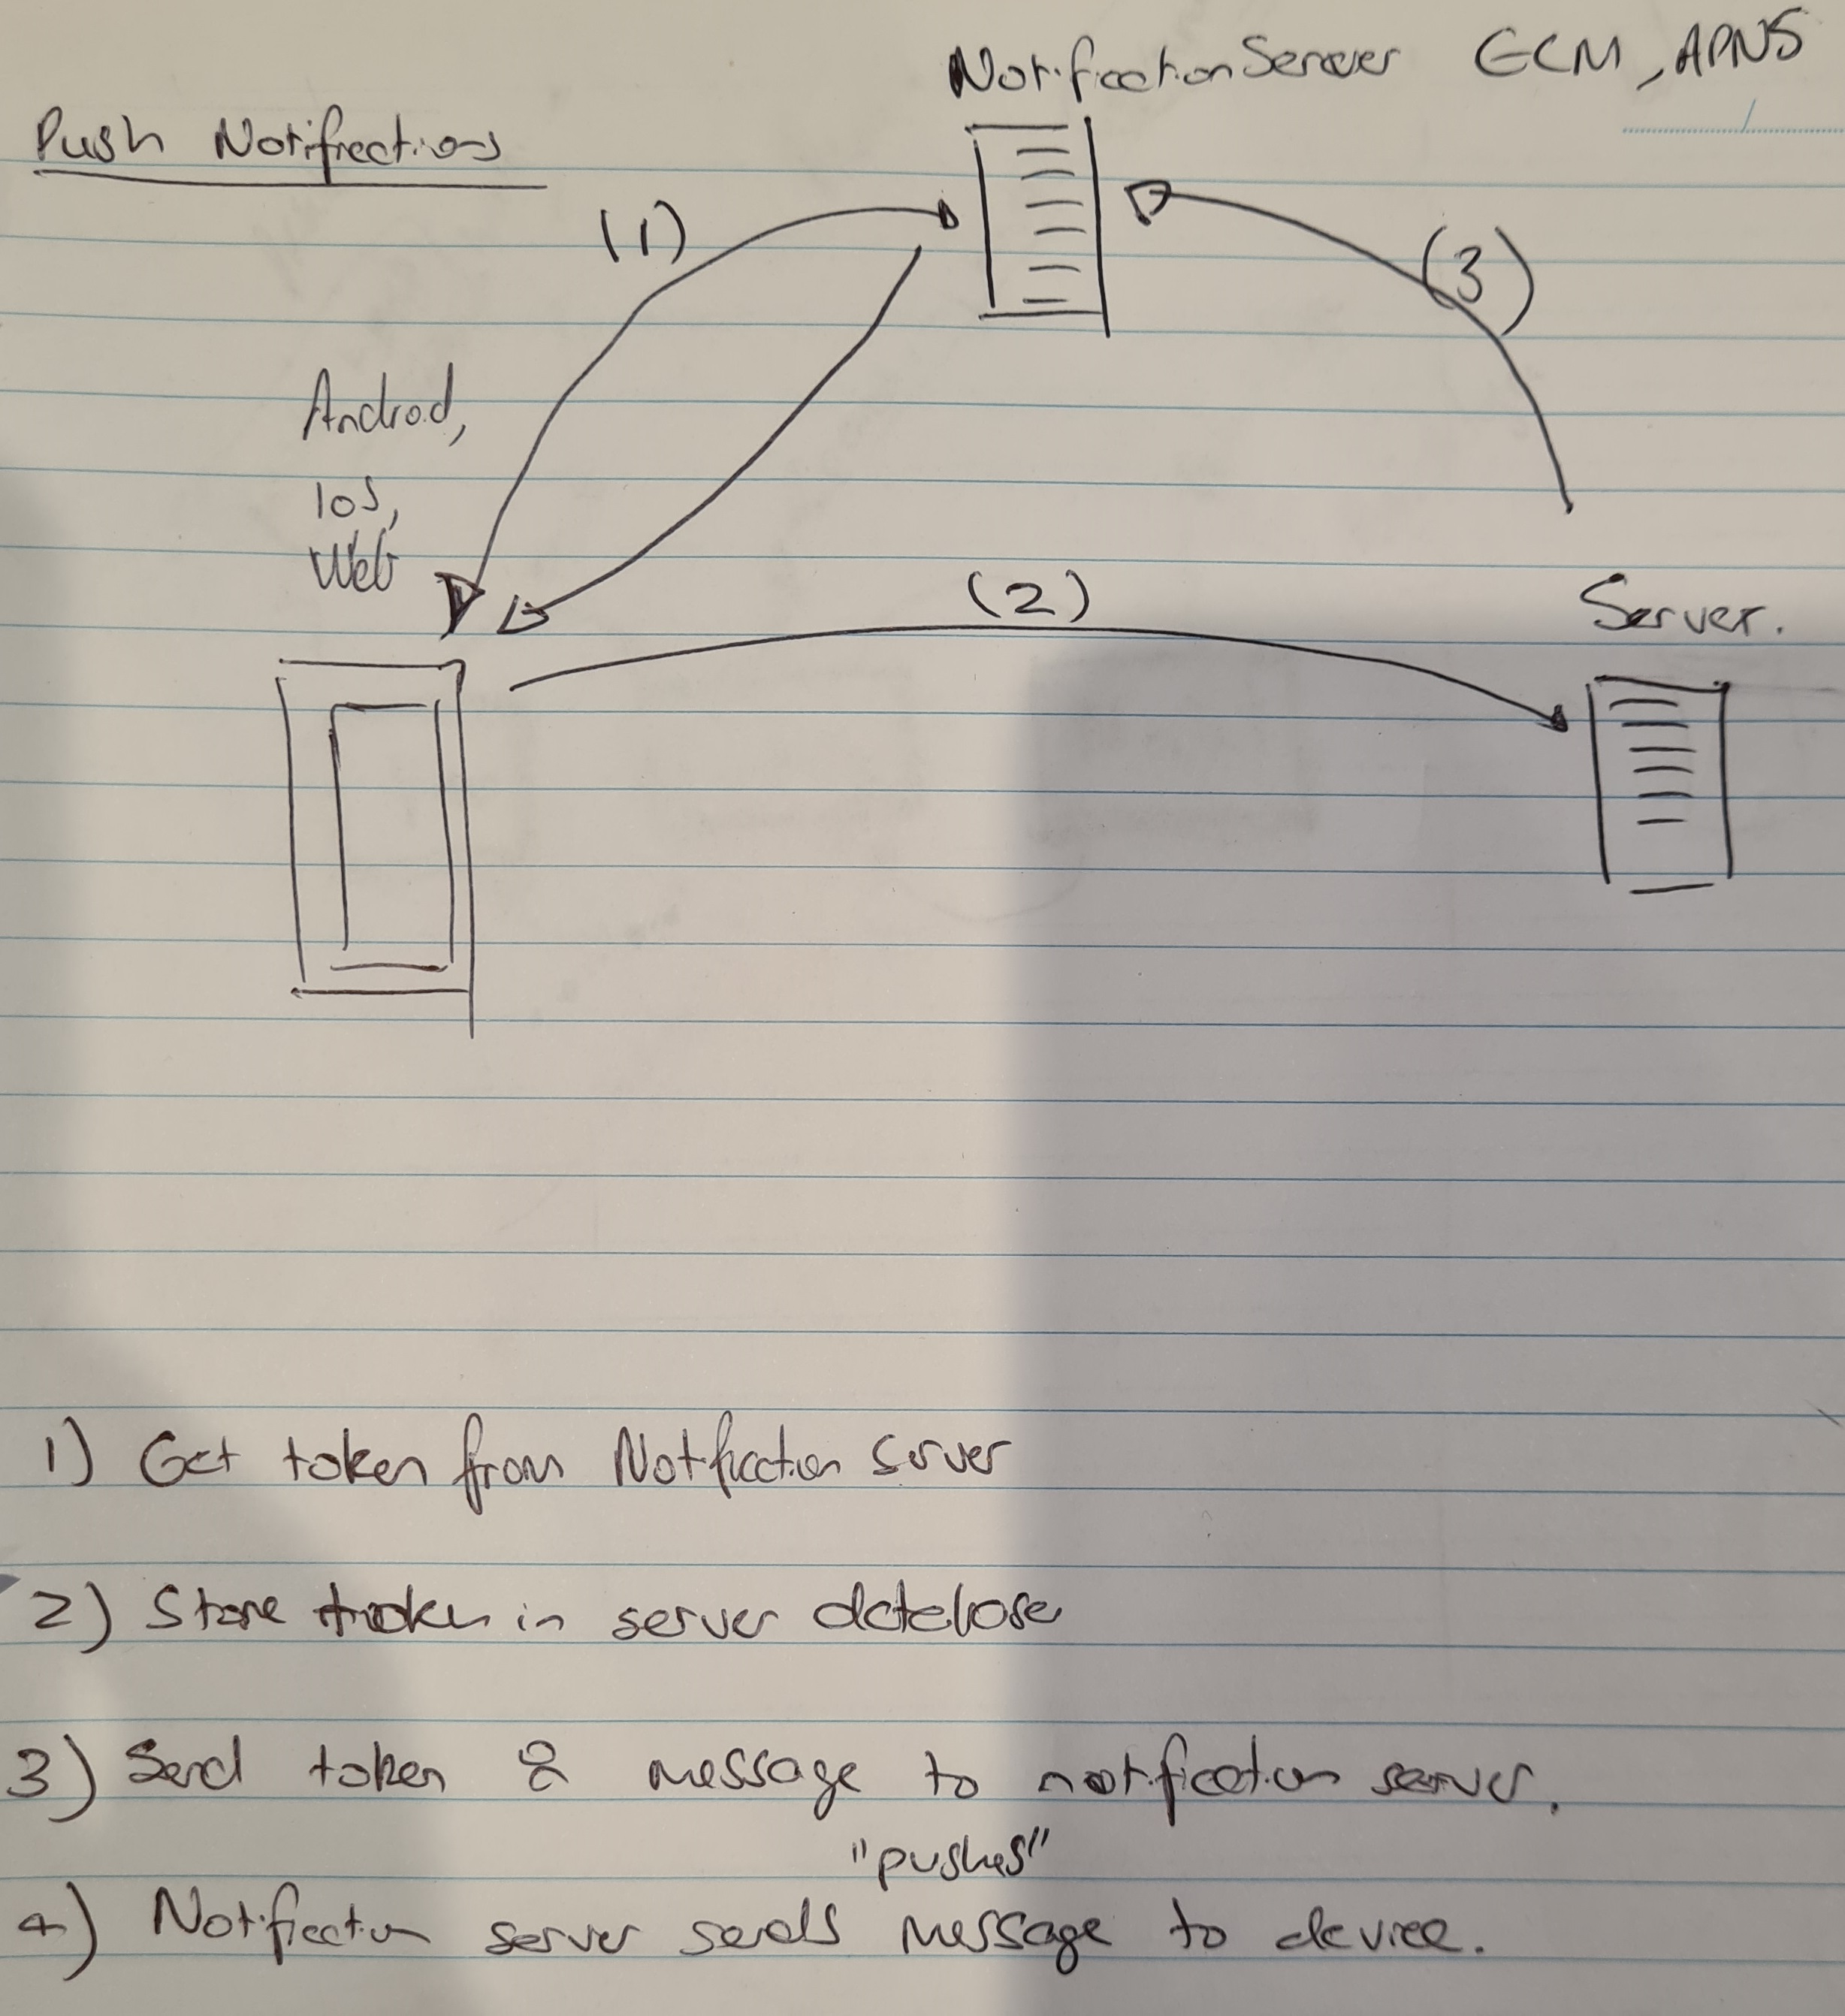 Notification Server GCM, APNS
Push Notifications
(1)
(3)
Android,
IOS,
Web
(2)
Server.
1) Get token from Notification server
2) Store token in server database
3) Send token & message to notification server.
"pushes"
4) Notification server sends message to device.